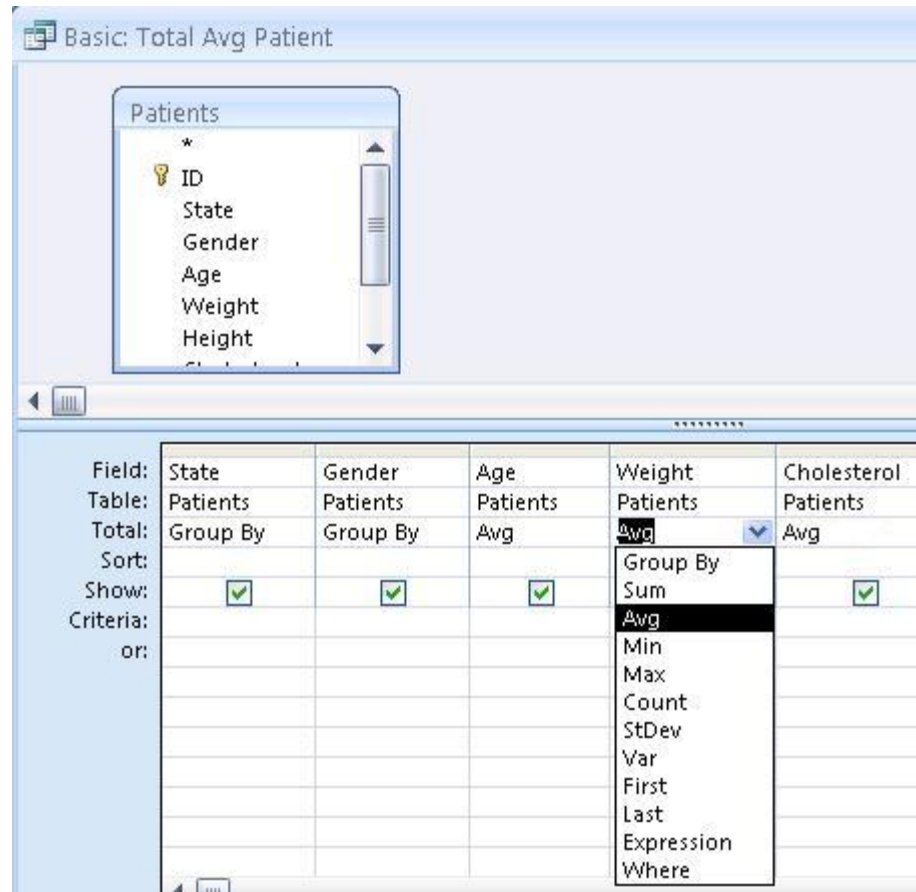 Basic: Total Avg Patient
Patients
*
ID
State
Gender
Age
Weight
Height
Field: State Gender Age Weight Cholesterol
Table: Patients Patients Patients Patients Patients
Total: Group By Group By Avg Avg Avg
Sort:
Show:
Criteria:
or:
Group By
Sum
Avg
Min
Max
Count
StDev
Var
First
Last
Expression
Where